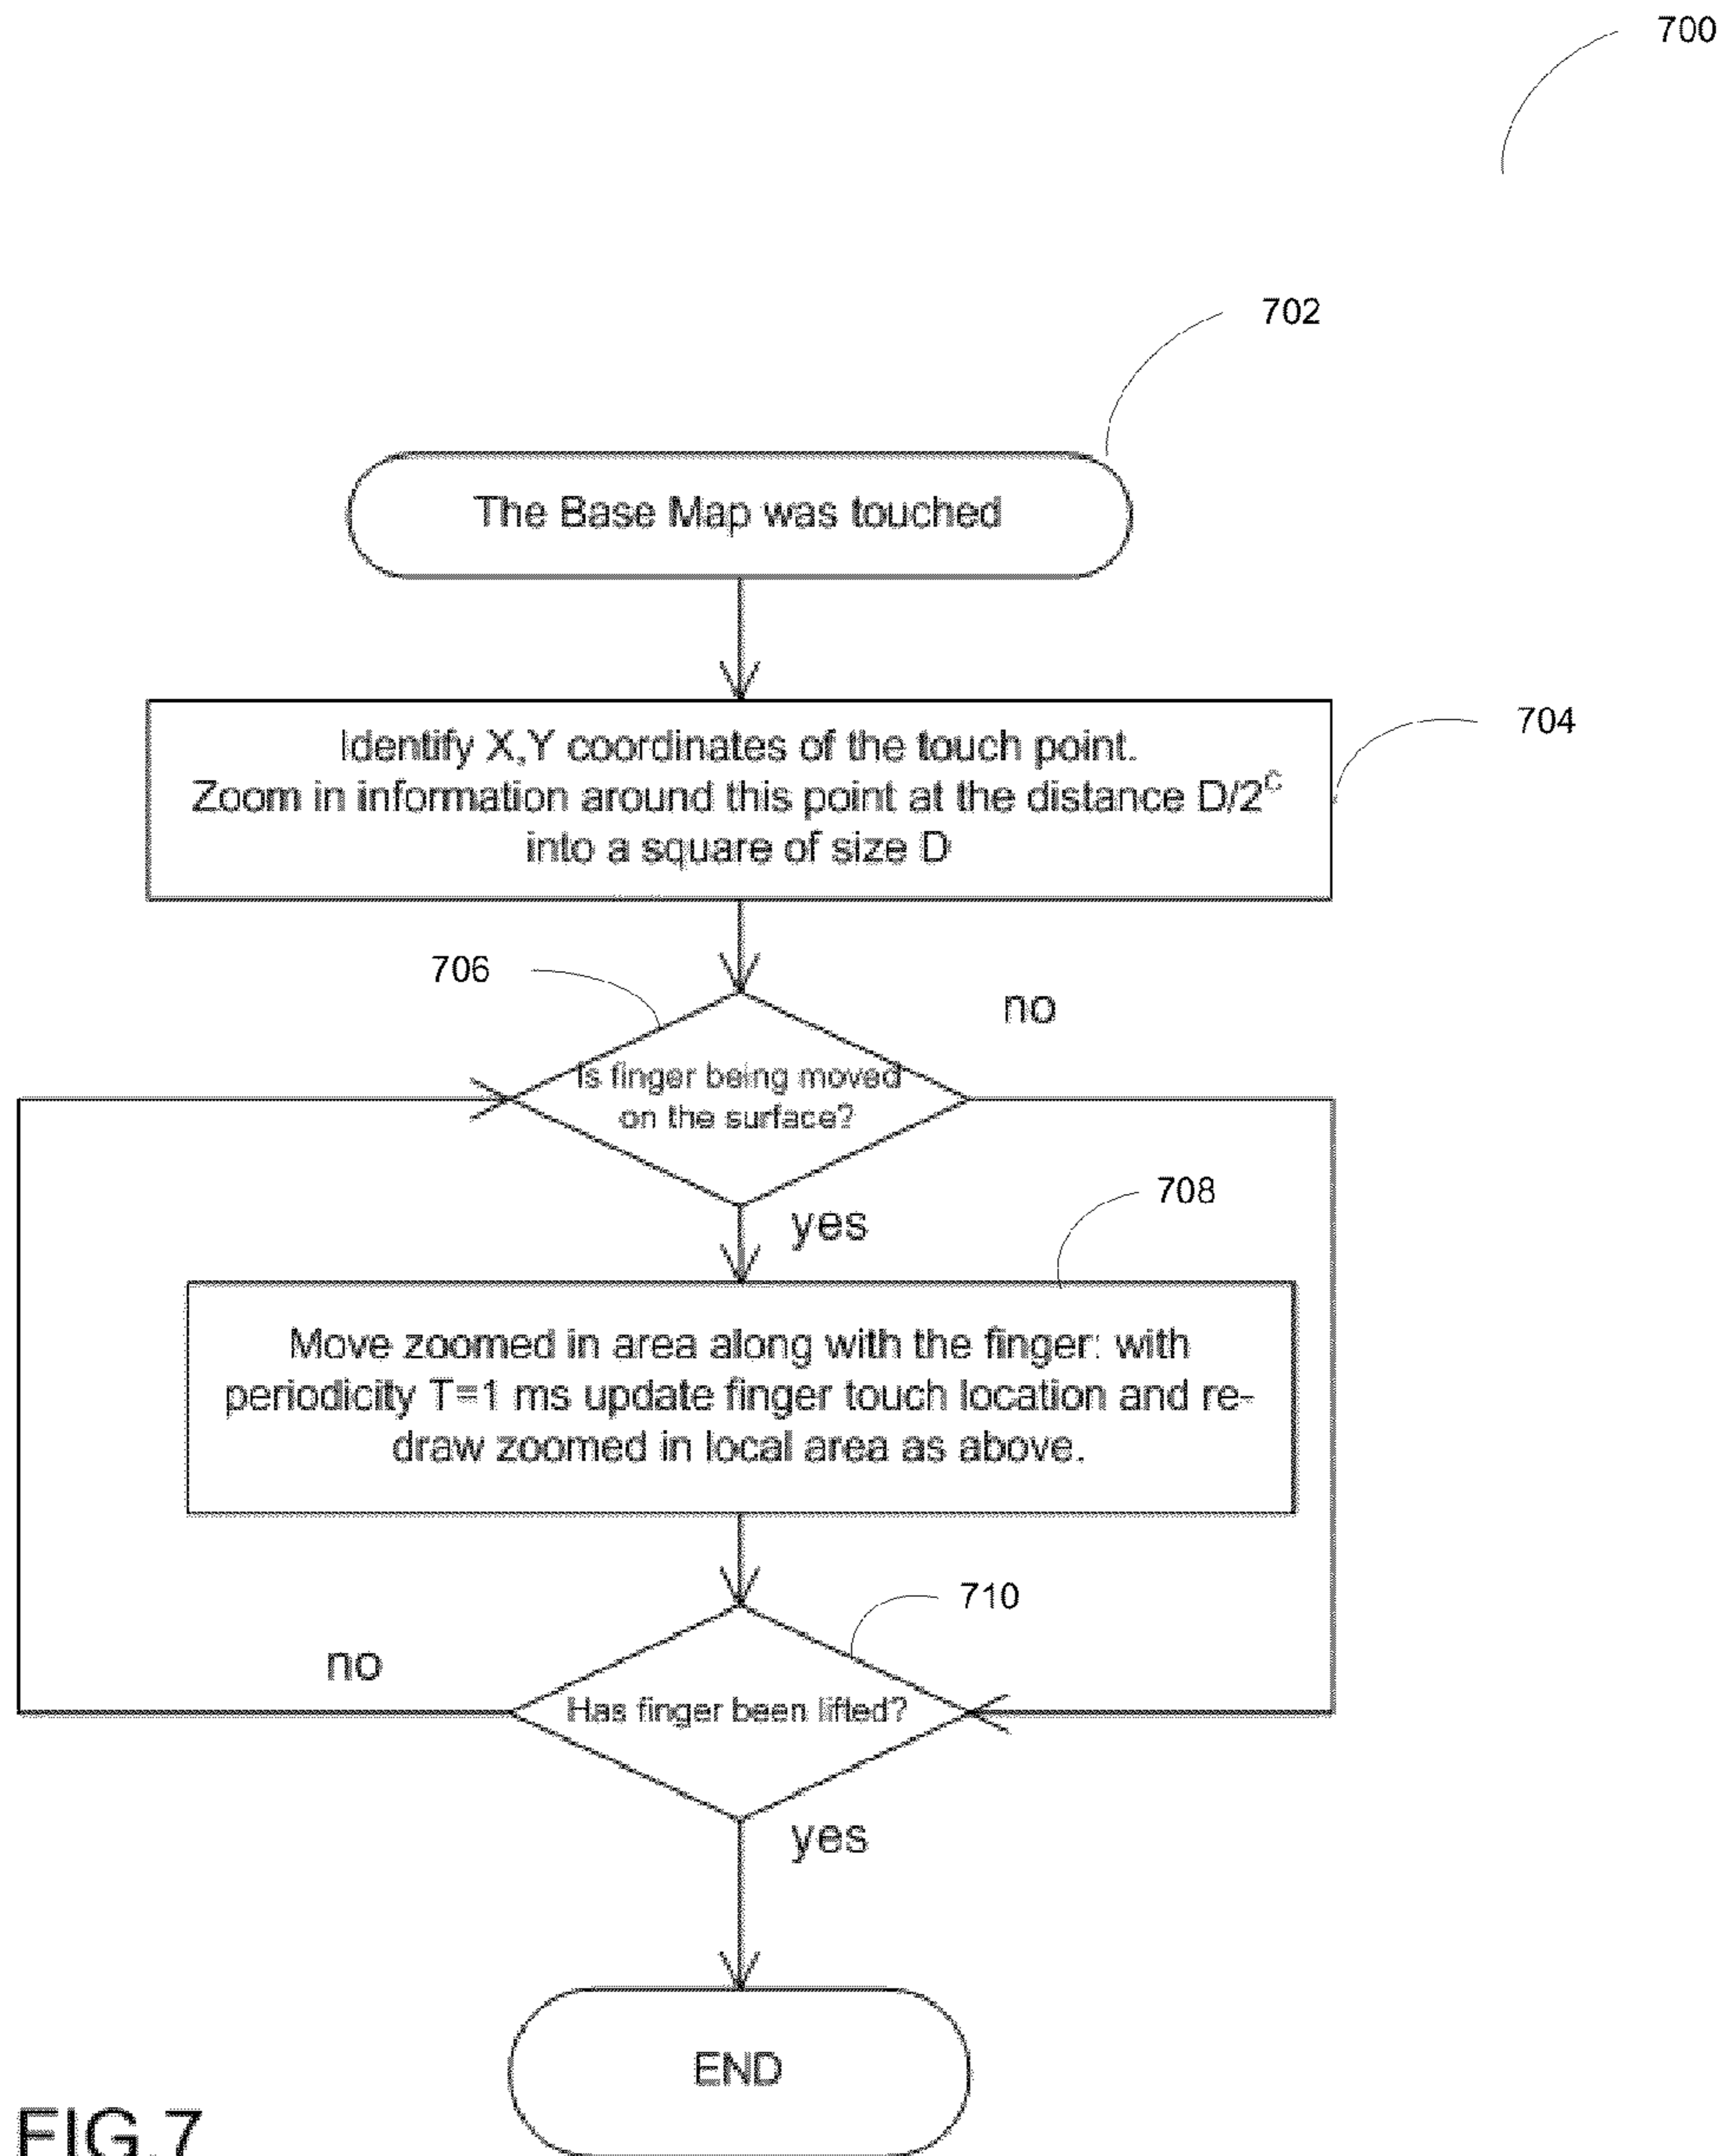 700
702
The Base Map was touched
704
Identify X,Y coordinates of the touch point.
Zoom in information around this point at the distance D/2^C
into a square of size D
706
no
Is finger being moved
on the surface?
708
yes
Move zoomed in area along with the finger: with
periodicity T=1 ms update finger touch location and re-
draw zoomed in local area as above.
710
no
Has finger been lifted?
yes
END
FIG.7